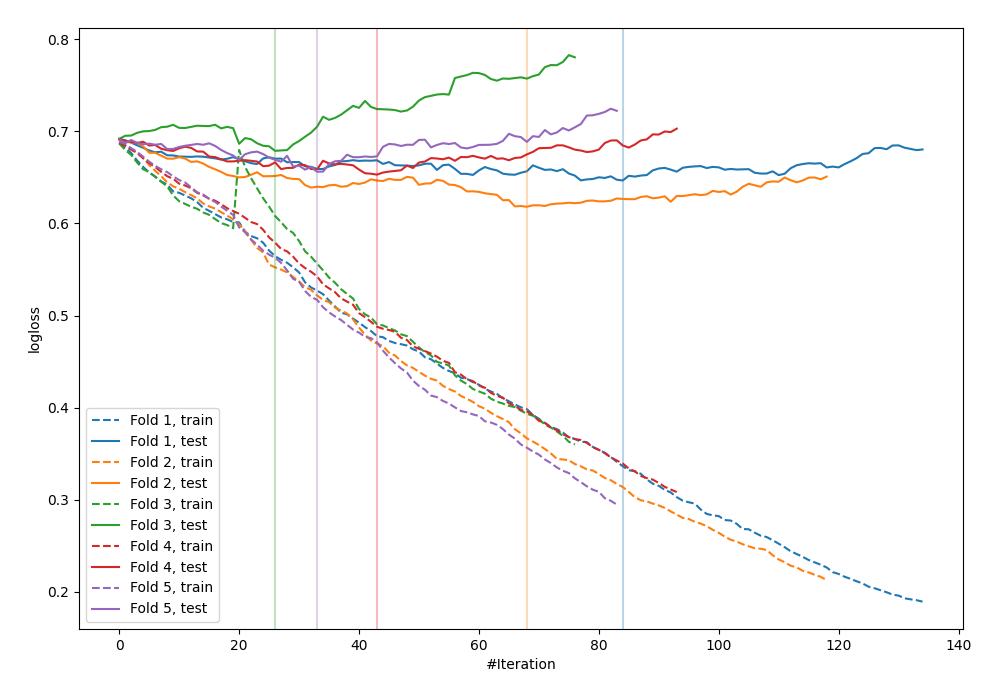 0.8
0.7
0.6
0.5
0.4
0.3
0.2
logloss
Fold 1, train
Fold 1, test
Fold 2, train
Fold 2, test
Fold 3, train
Fold 3, test
Fold 4, train
Fold 4, test
Fold 5, train
Fold 5, test
0 20 40 60 80 100 120 140
#Iteration